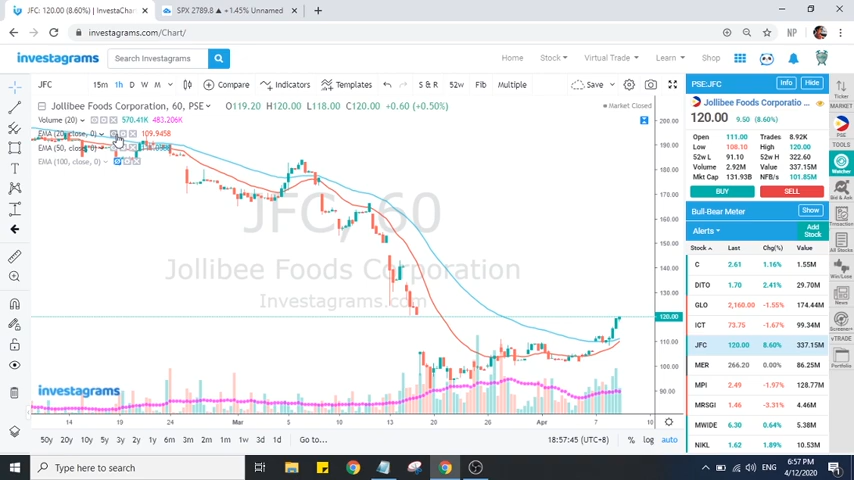 JFC: 120.00 (8.60%) | InvestaChar
SPX 2789.8 ▲ +1.45% Unnamed
investagrams.com/Chart/
NP
investagrams
Search Investagrams
Home
Stock
Virtual Trade
Learn
Shop
JFC
15m
1h
D
W
M
Compare
Indicators
Templates
S & R
52w
Fib
Multiple
Save
Jollibee Foods Corporation, 60, PSE
O119.20 H120.00 L118.00 C120.00 +0.60 (+0.50%)
Market Closed
Volume (20)
570.41K
483.206K
EMA (20, close, 0)
109.9458
EMA (50, close, 0)
EMA (100, close, 0)
JFC, 60
Jollibee Foods Corporation
Investagrams.com
200.00
190.00
180.00
170.00
160.00
150.00
140.00
130.00
120.00
110.00
100.00
90.00
investagrams
14
19
24
Mar
5
10
16
24
Apr
7
50y 20y 10y 5y 3y 2y 1y 6m 3m 2m 1m 1w 3d 1d
Go to...
18:57:45 (UTC+8)
%
log
auto
PSE:JFC
Info
Hide
Jollibee Foods Corporatio ...
120.00
9.50 (8.60%)
Open 111.00 Trades 8.92K
Low 108.10 High 120.00
52w L 91.10 52w H 322.60
Volume 2.92M Value 337.15M
Mkt Cap 131.93B NFB/S 101.85M
BUY
SELL
Bull-Bear Meter
Show
Alerts
Add Stock
Stock Last Chg(%) Value
C 2.61 1.16% 1.55M
DITO 1.70 2.41% 29.70M
GLO 2,160.00 -1.55% 174.44M
ICT 73.75 -1.67% 99.34M
JFC 120.00 8.60% 337.15M
MER 266.20 0.00% 86.25M
MPI 2.49 -1.97% 128.77M
MRSGI 1.46 -3.31% 4.46M
MWIDE 6.30 0.64% 5.38M
NIKL 1.62 1.89% 10.53M
Ticker
MARKET
PSE
TOOLS
Watcher
Bid & Ask
Transaction
All Stocks
Win/Lose
News
Screener
vTRADE
Portfolio
Type here to search
ENG
6:57 PM
4/12/2020